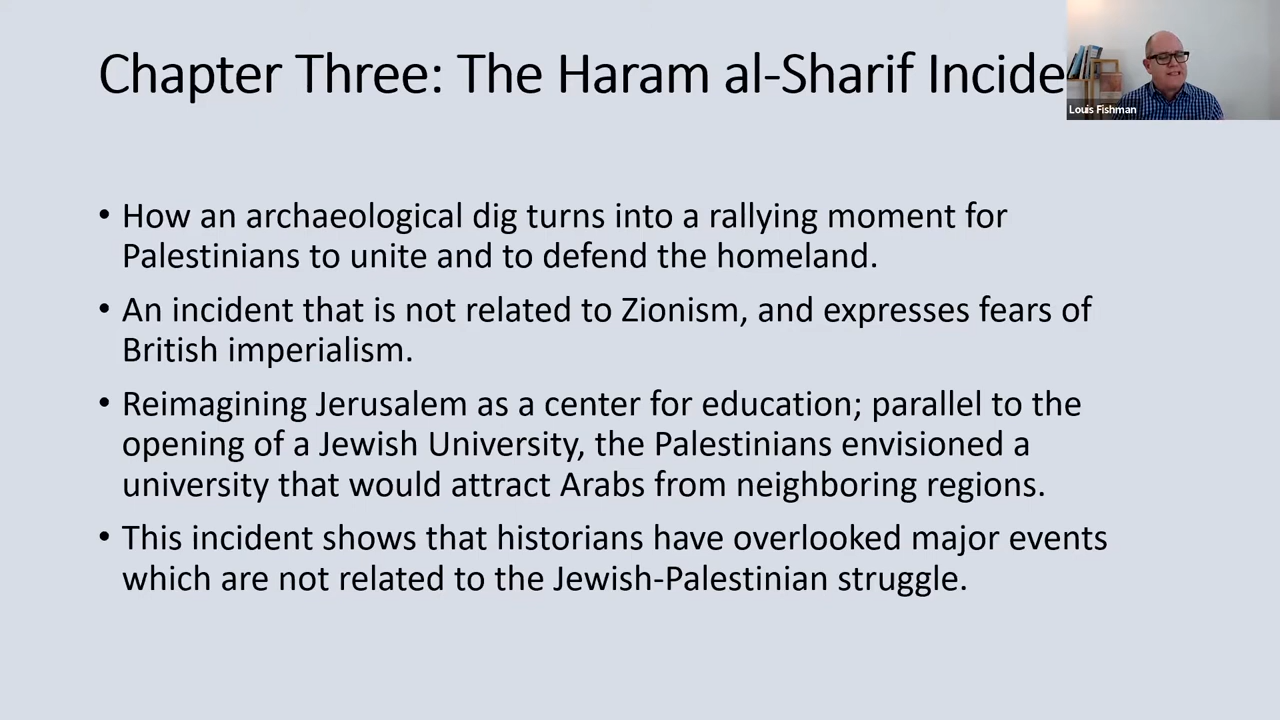 Chapter Three: The Haram al-Sharif Incide
Louis Fishman
• How an archaeological dig turns into a rallying moment for
Palestinians to unite and to defend the homeland.
• An incident that is not related to Zionism, and expresses fears of
British imperialism.
• Reimagining Jerusalem as a center for education; parallel to the
opening of a Jewish University, the Palestinians envisioned a
university that would attract Arabs from neighboring regions.
• This incident shows that historians have overlooked major events
which are not related to the Jewish-Palestinian struggle.